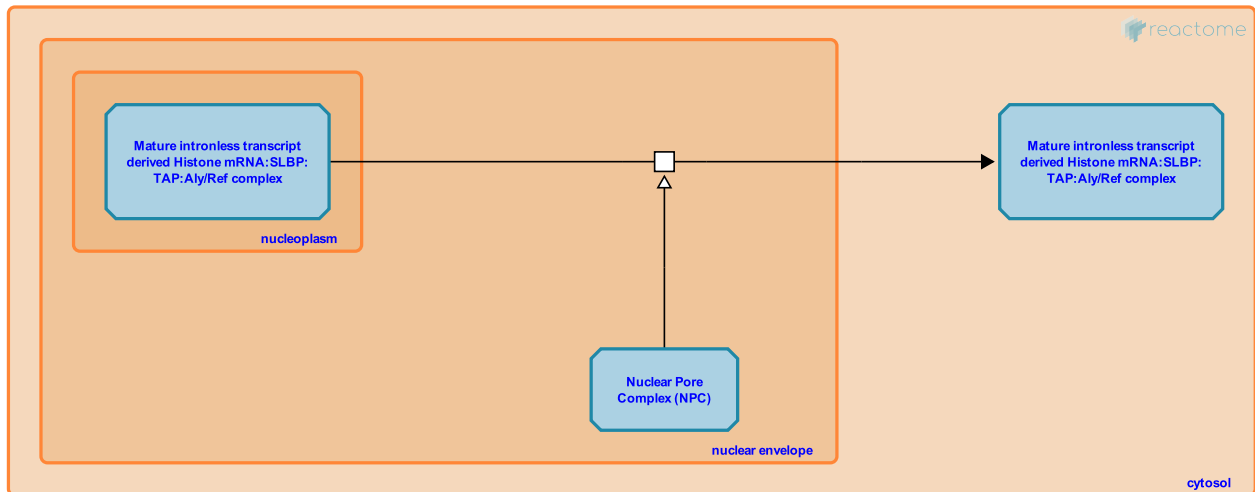 reactome
Mature intronless transcript
derived Histone mRNA:SLBP:
TAP:Aly/Ref complex
Mature intronless transcript
derived Histone mRNA:SLBP:
TAP:Aly/Ref complex
nucleoplasm
Nuclear Pore
Complex (NPC)
nuclear envelope
cytosol